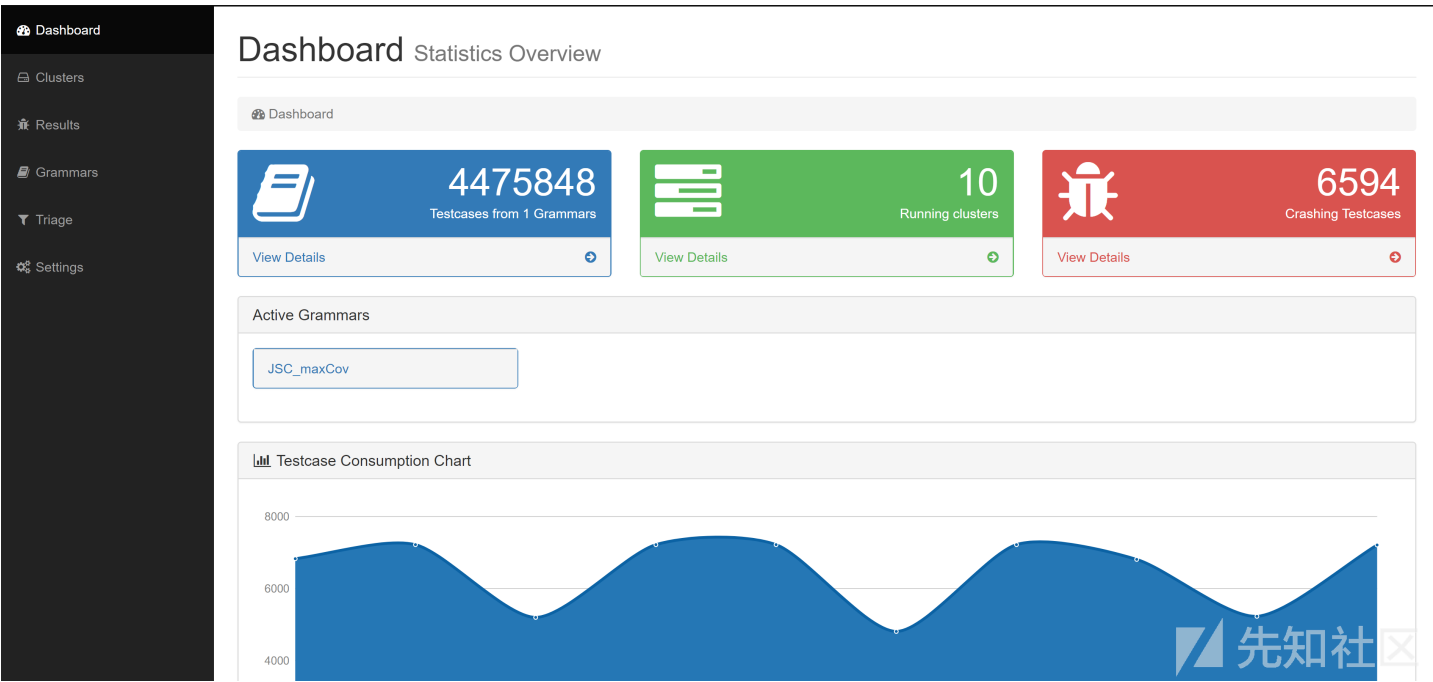 Dashboard
Clusters
Results
Grammars
Triage
Settings
Dashboard Statistics Overview
Dashboard
4475848
Testcases from 1 Grammars
View Details
10
Running clusters
View Details
6594
Crashing Testcases
View Details
Active Grammars
JSC_maxCov
Testcase Consumption Chart
8000
6000
4000
先知社区